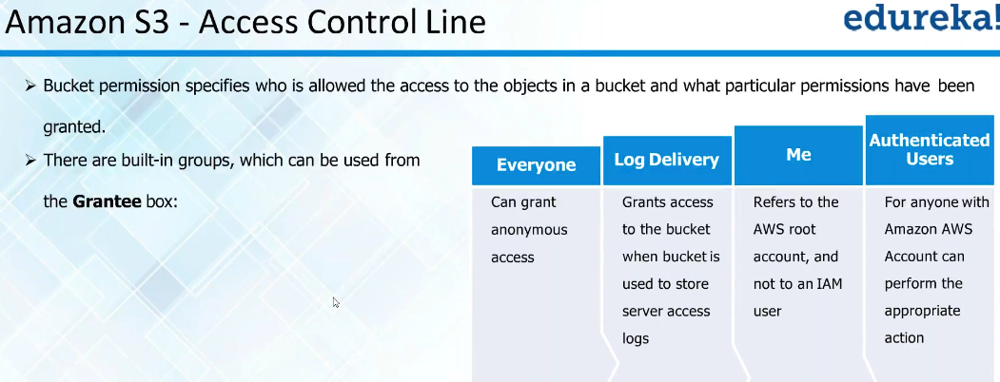 Amazon S3 - Access Control Line
edureka!
➢ Bucket permission specifies who is allowed the access to the objects in a bucket and what particular permissions have been
granted.
➢ There are built-in groups, which can be used from
the Grantee box:
Everyone
Can grant
anonymous
access
Log Delivery
Grants access
to the bucket
when bucket is
used to store
server access
logs
Me
Refers to the
AWS root
account, and
not to an IAM
user
Authenticated
Users
For anyone with
Amazon AWS
Account can
perform the
appropriate
action